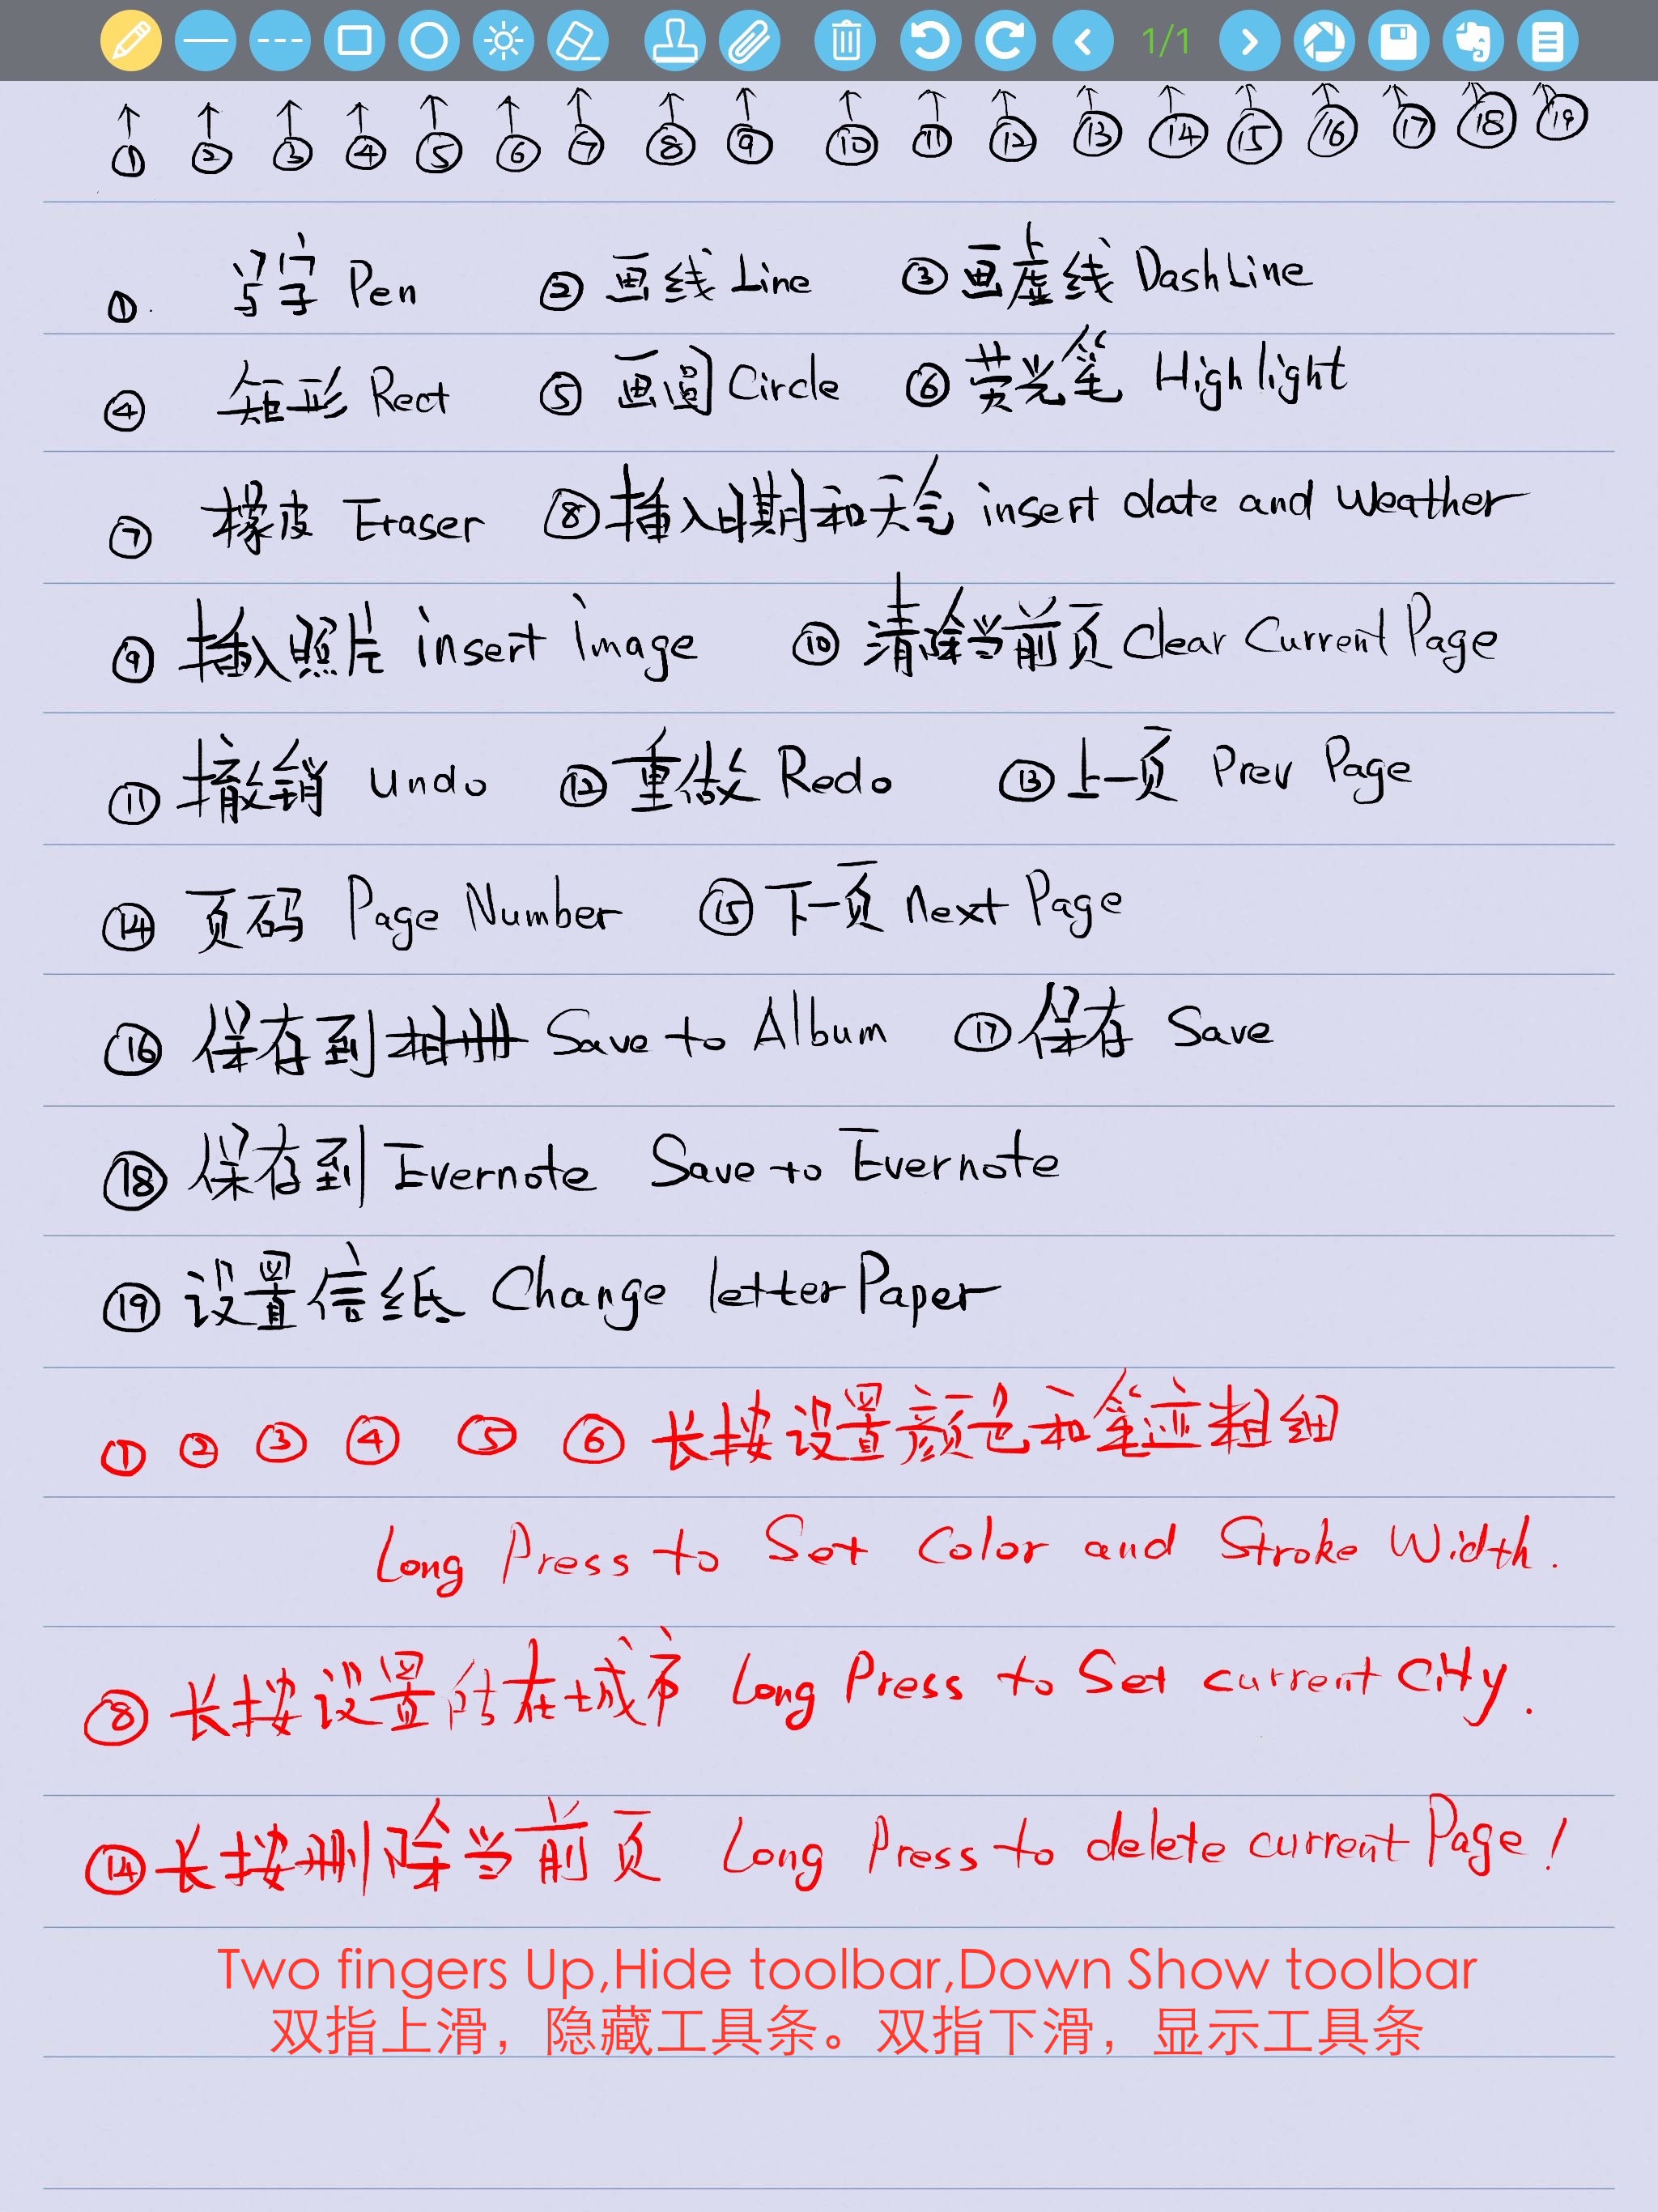 1/1
① ② ③ ④ ⑤ ⑥ ⑦ ⑧ ⑨ ⑩ ⑪ ⑫ ⑬ ⑭ ⑮ ⑯ ⑰ ⑱ ⑲
①. 写字 Pen ② 画线 Line ③ 画虚线 DashLine
④ 矩形 Rect ⑤ 画圆 Circle ⑥ 荧光笔 Highlight
⑦ 橡皮 Eraser ⑧ 插入日期和天气 insert date and Weather
⑨ 插入照片 insert image ⑩ 清除当前页 Clear Current Page
⑪ 撤销 undo ⑫ 重做 Redo ⑬ 上一页 Prev Page
⑭ 页码 Page Number ⑮ 下一页 Next Page
⑯ 保存到相册 Save to Album ⑰ 保存 Save
⑱ 保存到 Evernote Save to Evernote
⑲ 设置信纸 Change letterPaper
① ② ③ ④ ⑤ ⑥ 长按设置颜色和笔迹粗细
Long Press to Set Color and Stroke Width.
⑧ 长按设置所在城市 Long Press to Set current City.
⑭ 长按删除当前页 Long Press to delete current Page!
Two fingers Up,Hide toolbar,Down Show toolbar
双指上滑，隐藏工具条。双指下滑，显示工具条